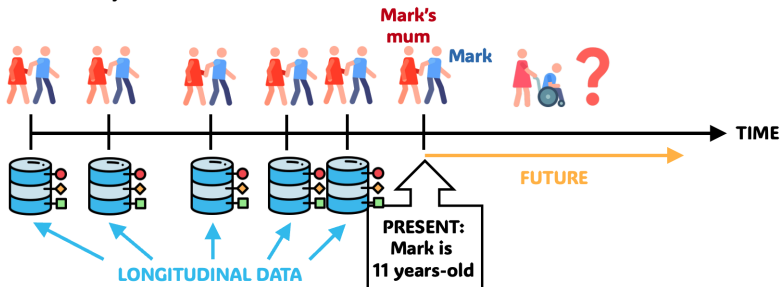 Mark's
mum
Mark
?
TIME
FUTURE
PRESENT:
Mark is
11 years-old
LONGITUDINAL DATA